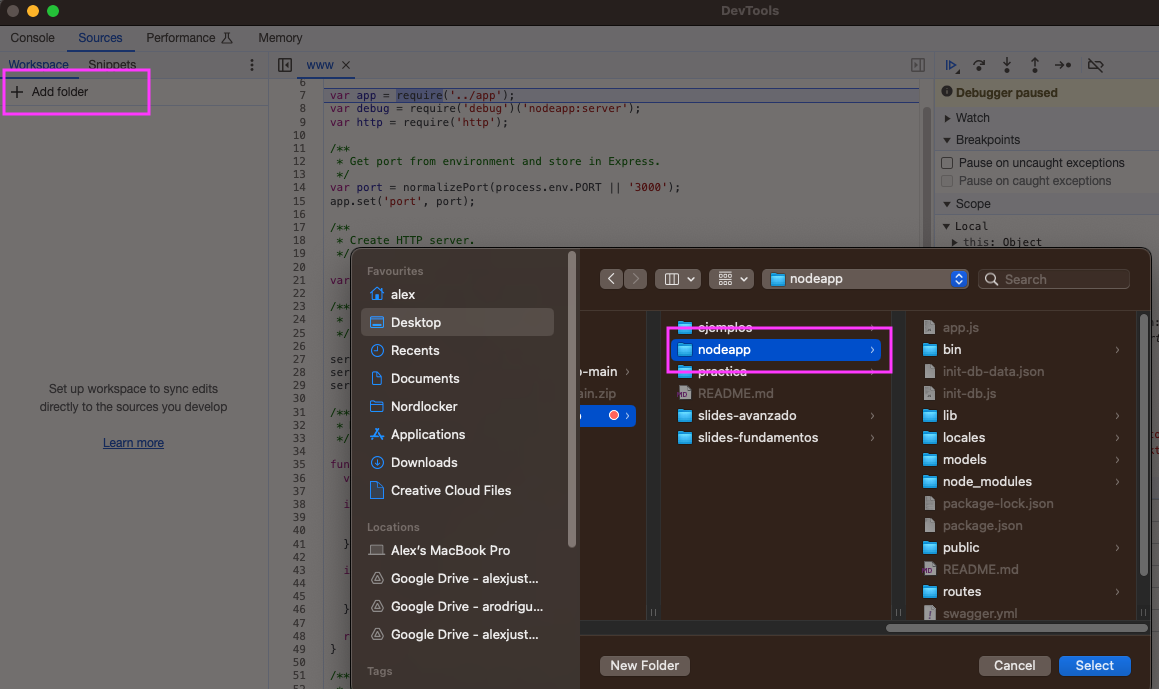 DevTools
Console Sources Performance Memory
Workspace Snippets
Add folder
Set up workspace to sync edits
directly to the sources you develop
Learn more
www
6
7 var app = require('../app');
8 var debug = require('debug')('nodeapp:server');
9 var http = require('http');
10
11 /**
12 * Get port from environment and store in Express.
13 */
14 var port = normalizePort(process.env.PORT || '3000');
15 app.set('port', port);
16
17 /**
18 * Create HTTP server.
19 */
20
21 var
22
23 /**
24 *
25 */
26
27 ser
28 ser
29 ser
30
31 /**
32 *
33 */
34
35 fun
36 v
37
38 i
39
40
41 }
42
43 i
44
45
46 }
47
48 r
49 }
50
51 /**
Debugger paused
Watch
Breakpoints
Pause on uncaught exceptions
Pause on caught exceptions
Scope
Local
this: Object
Favourites
alex
Desktop
Recents
Documents
Nordlocker
Applications
Downloads
Creative Cloud Files
Locations
Alex's MacBook Pro
Google Drive - alexjust...
Google Drive - arodrigu...
Google Drive - alexjust...
Tags
nodeapp
Search
-main
.zip
ejemplos
nodeapp
practica
README.md
slides-avanzado
slides-fundamentos
app.js
bin
init-db-data.json
init-db.js
lib
locales
models
node_modules
package-lock.json
package.json
public
README.md
routes
swagger.yml
New Folder Cancel Select